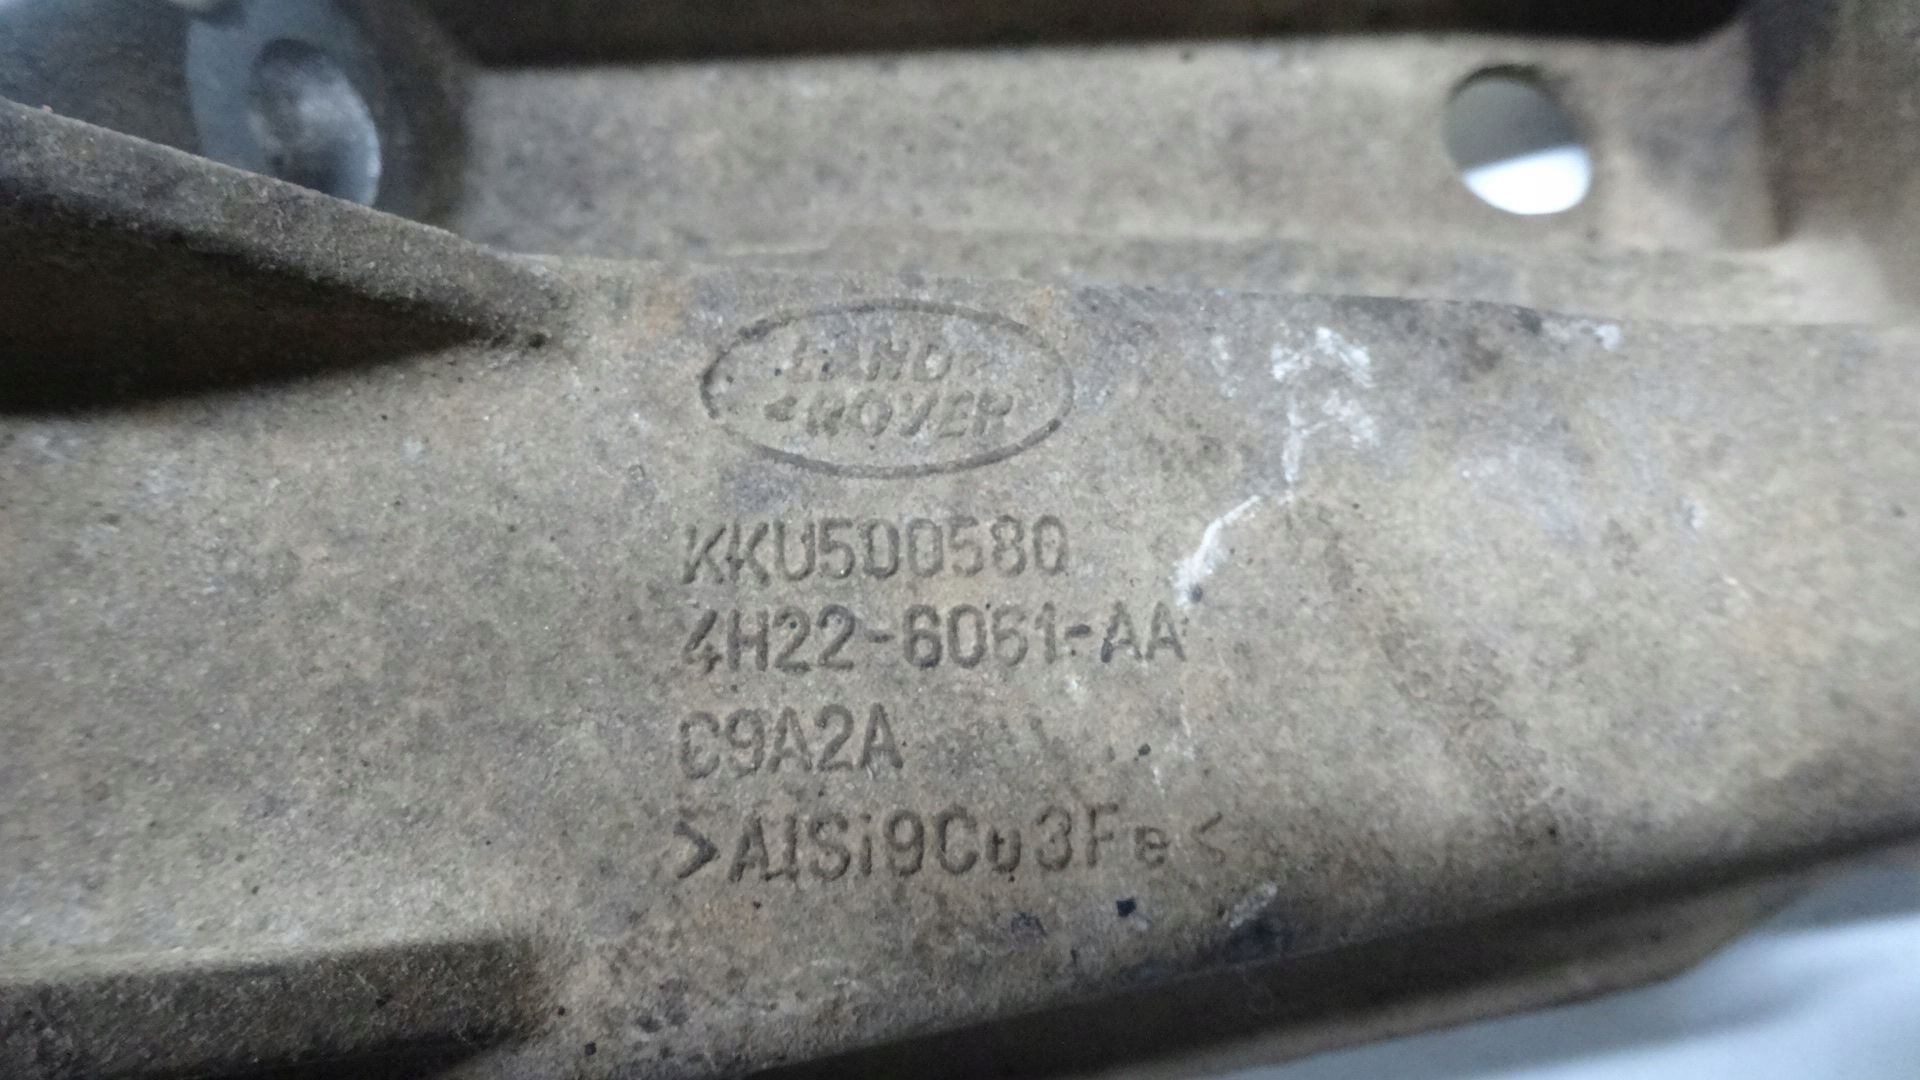 LAND-
-ROVER
KKU500580
4H22-6061-AA
C9A2A
>AlSi9Cu3Fe<